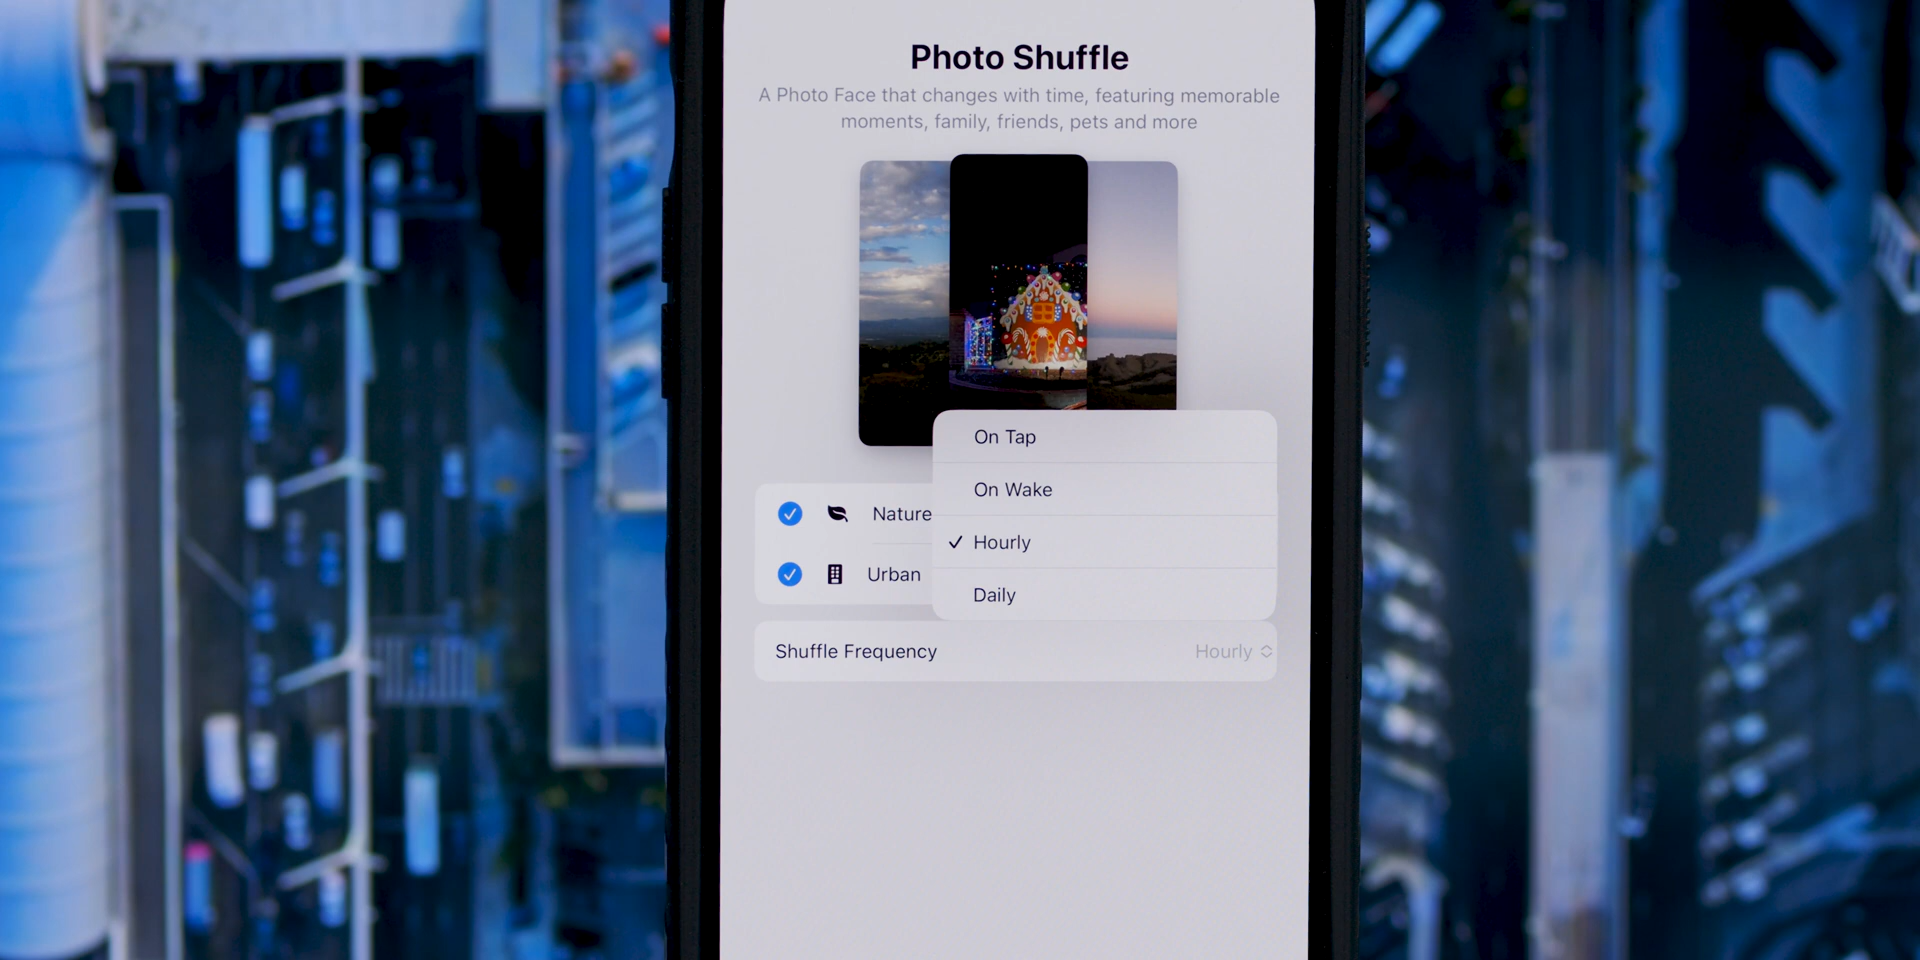 Photo Shuffle
A Photo Face that changes with time, featuring memorable
moments, family, friends, pets and more
On Tap
On Wake
Hourly
Daily
Nature
Urban
Shuffle Frequency
Hourly